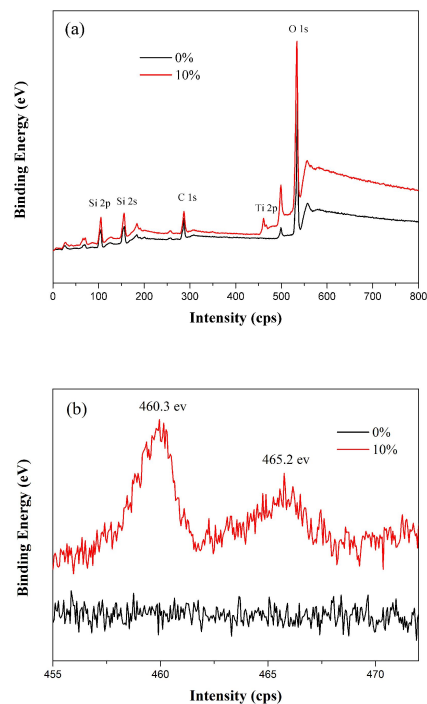 (a)
O 1s
0%
10%
Si 2p
Si 2s
C 1s
Ti 2p
Binding Energy (eV)
0 100 200 300 400 500 600 700 800
Intensity (cps)
(b)
460.3 ev
0%
10%
465.2 ev
Binding Energy (eV)
455 460 465 470
Intensity (cps)